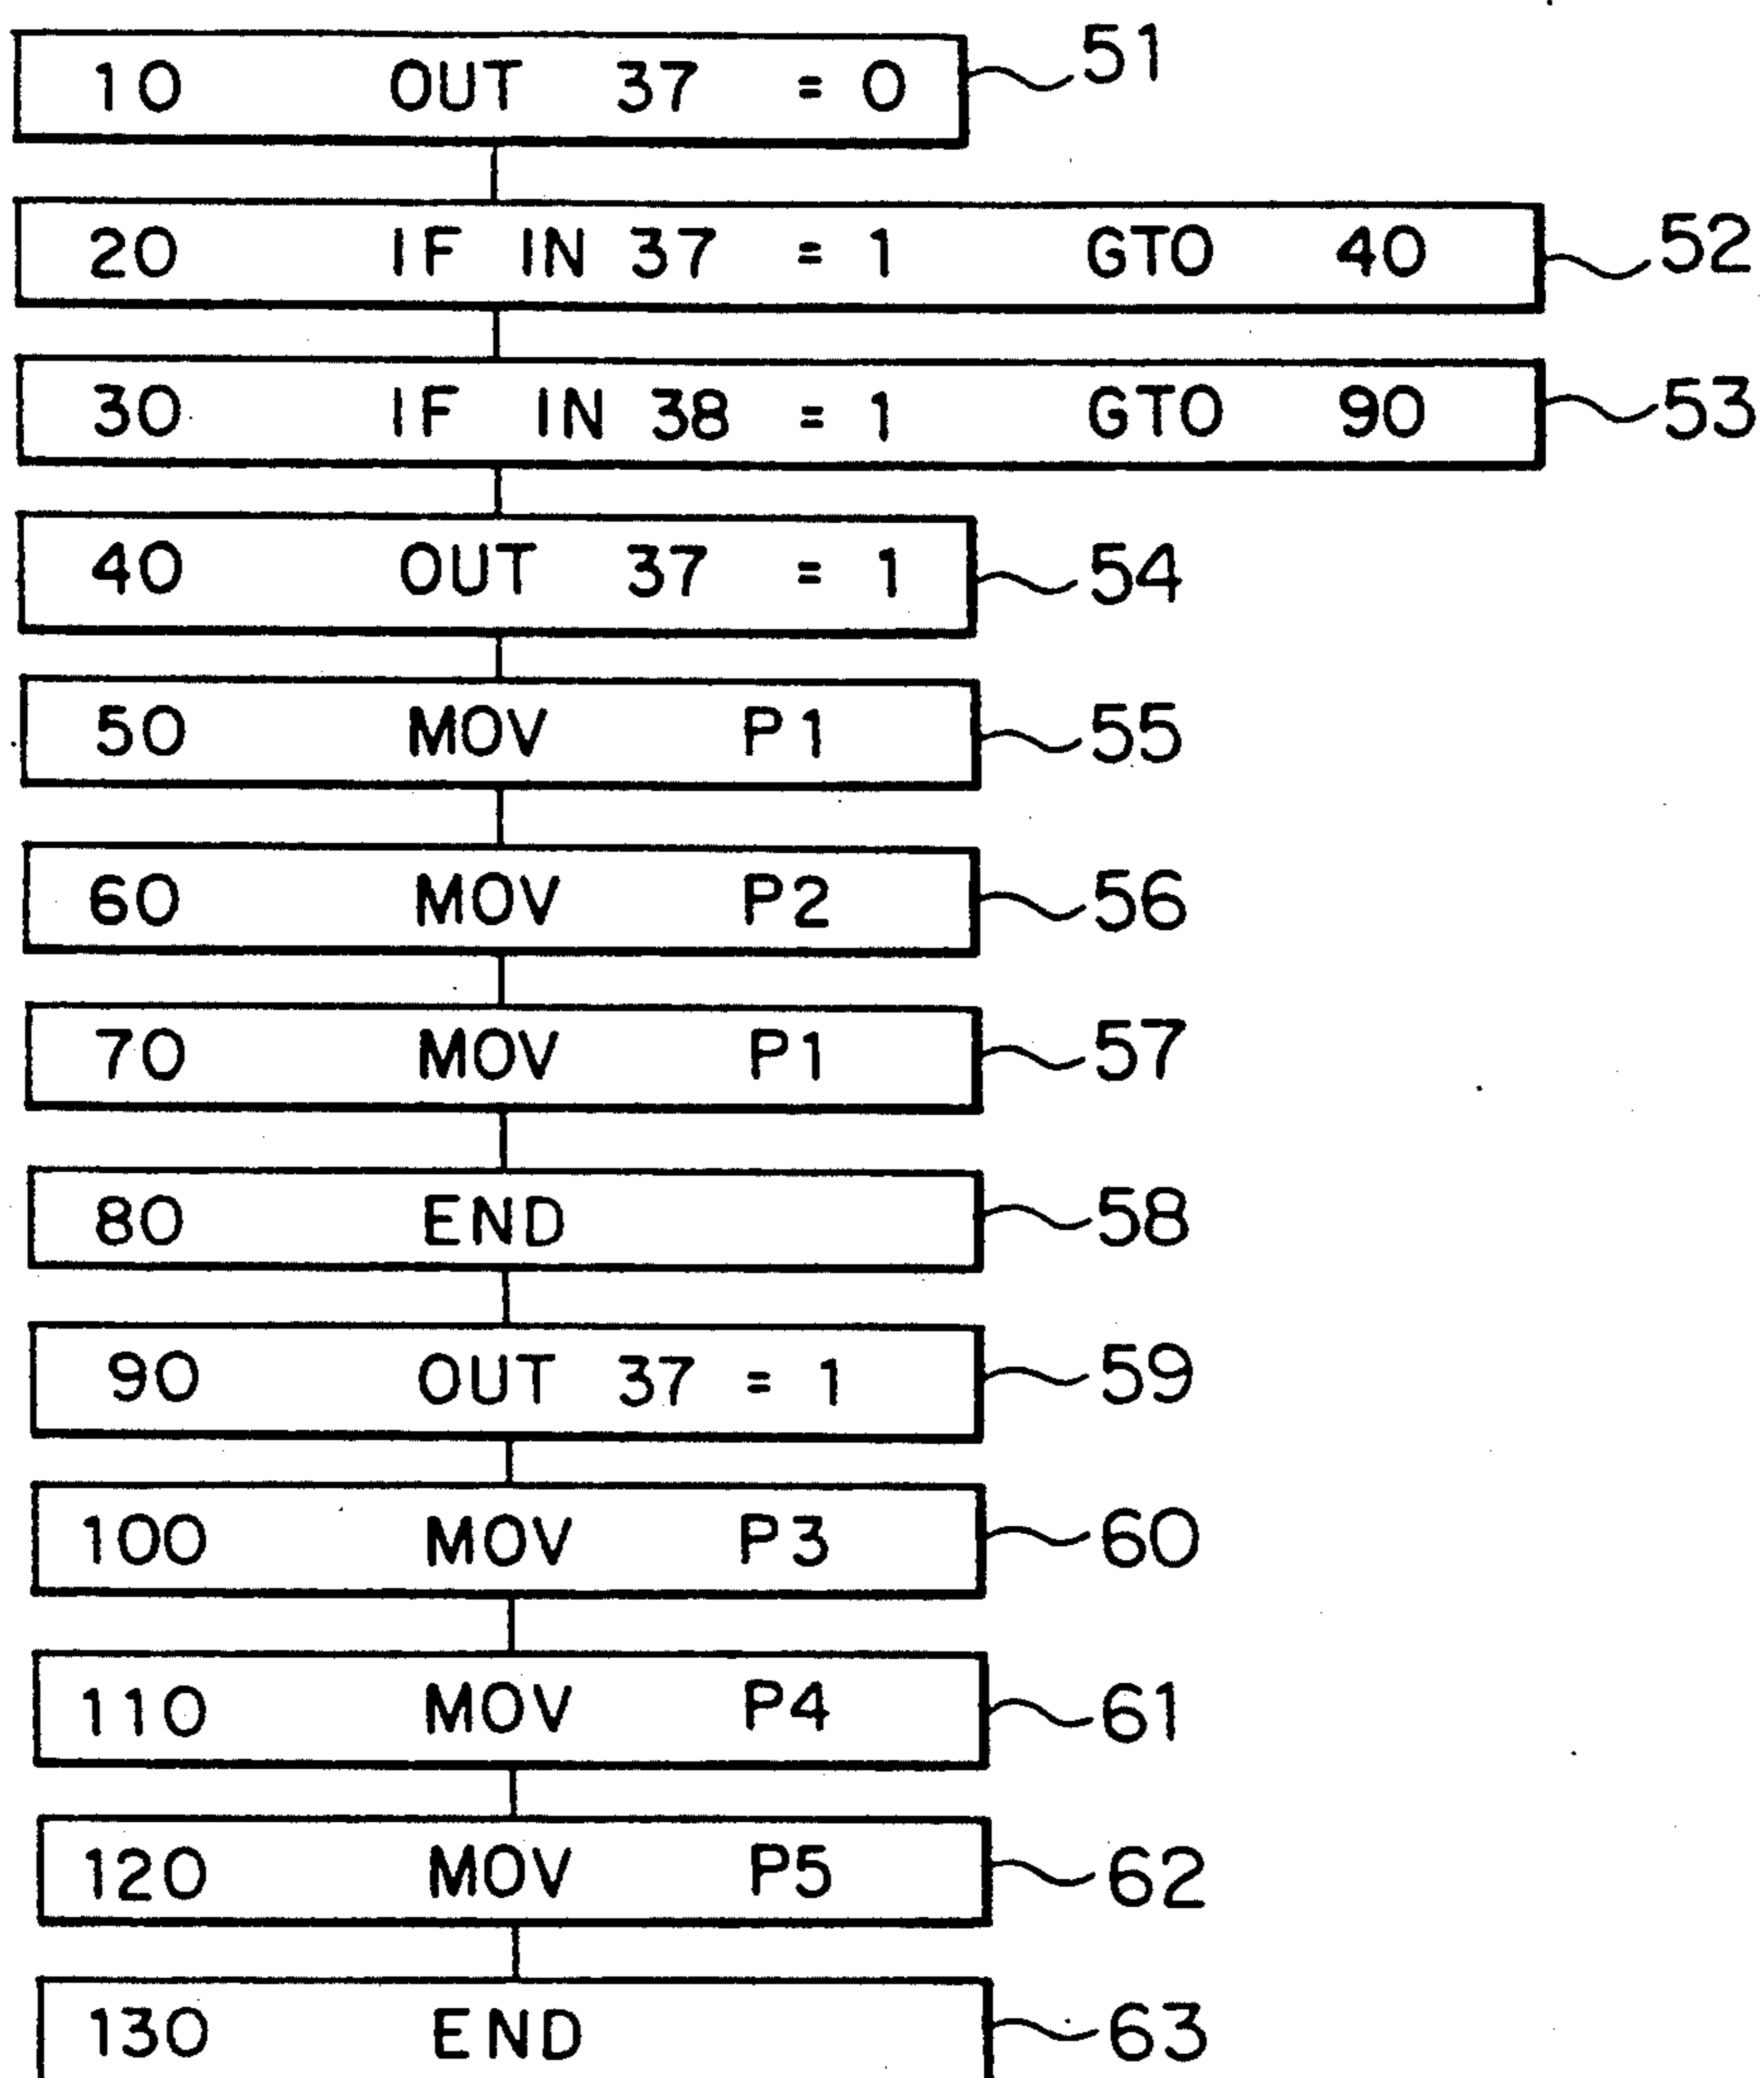 10 OUT 37 = 0 51
20 IF IN 37 = 1 GTO 40 52
30 IF IN 38 = 1 GTO 90 53
40 OUT 37 = 1 54
50 MOV P1 55
60 MOV P2 56
70 MOV P1 57
80 END 58
90 OUT 37 = 1 59
100 MOV P3 60
110 MOV P4 61
120 MOV P5 62
130 END 63